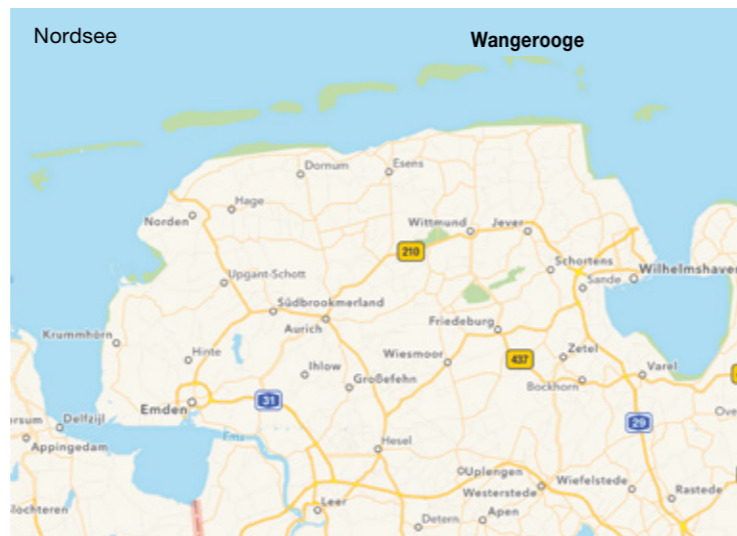 Nordsee
Wangerooge
Dornum
Esens
Hage
Norden
Wittmund
Jever
210
Schortens
Wilhelmshaven
Upgant-Schott
Sande
Südbrookmerland
Aurich
Friedeburg
Krummhörn
Hinte
Wiesmoor
437
Zetel
Ihlow
Großefehn
Varel
Bockhorn
Emden
31
Delfzijl
29
Ems
Appingedam
Hesel
Uplengen
Westerstede
Wiefelstede
Rastede
Leer
Apen
Detern